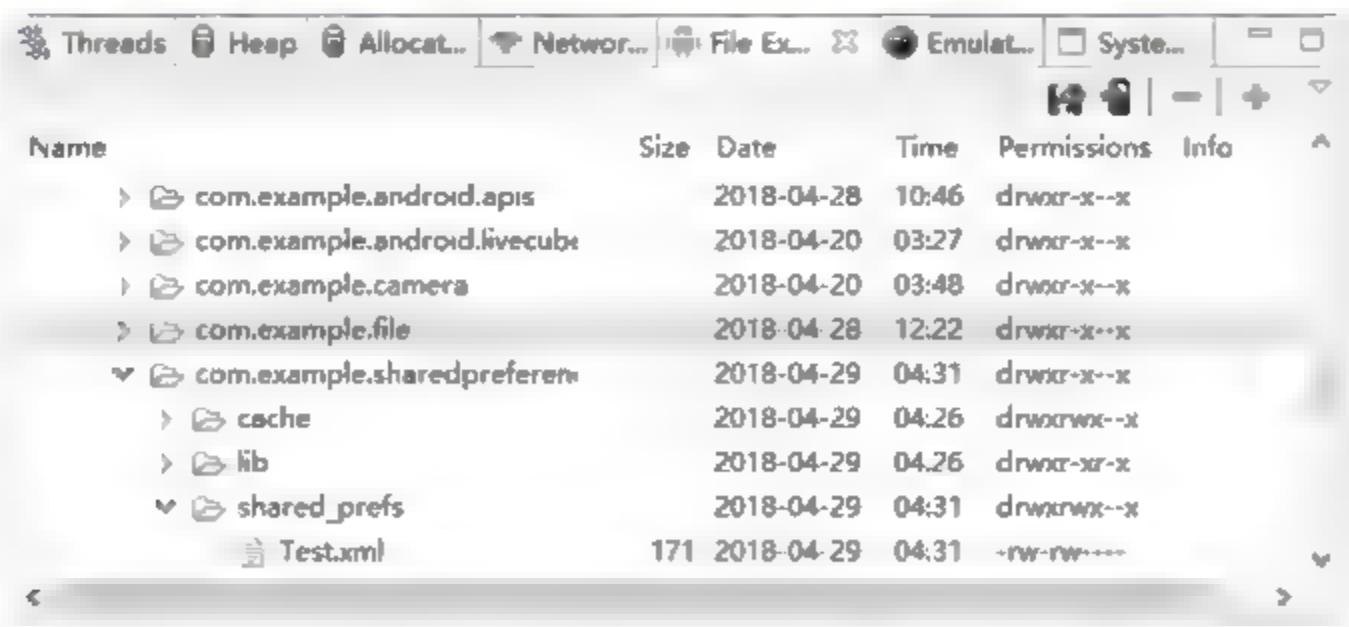 Threads Heap Allocat... Networ... File Ex... Emulat... Syste...
Name Size Date Time Permissions Info
com.example.android.apis 2018-04-28 10:46 drwxr-x--x
com.example.android.livecube 2018-04-20 03:27 drwxr-x--x
com.example.camera 2018-04-20 03:48 drwxr-x--x
com.example.file 2018-04-28 12:22 drwxr-x--x
com.example.sharedpreferen 2018-04-29 04:31 drwxr-x--x
cache 2018-04-29 04:26 drwxrwx--x
lib 2018-04-29 04:26 drwxr-xr-x
shared_prefs 2018-04-29 04:31 drwxrwx--x
Test.xml 171 2018-04-29 04:31 -rw-rw----